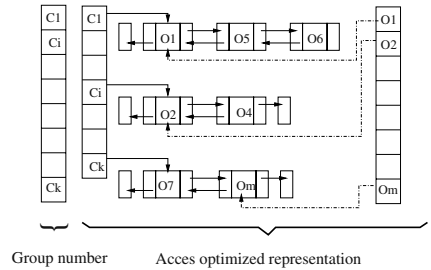 C1 C1 O1 O5 O6 O1
Ci O2
Ci O2 O4
Ck O7 Om
Ck Om
Group number Acces optimized representation